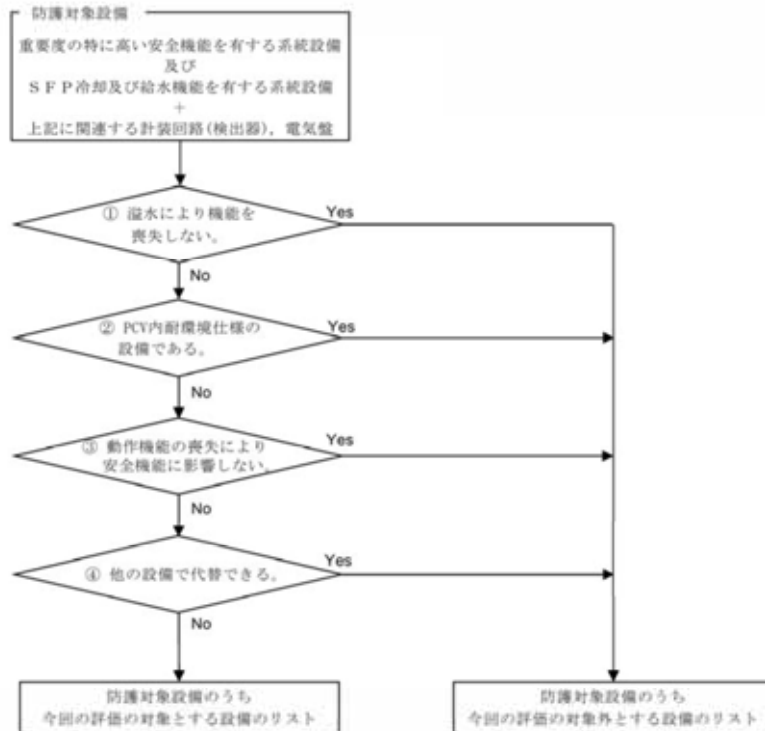 防護対象設備
重要度の特に高い安全機能を有する系統設備
及び
ＳＦＰ冷却及び給水機能を有する系統設備
＋
上記に関連する計装回路(検出器)，電気盤
① 溢水により機能を
喪失しない。
Yes
No
② PCV内耐環境仕様の
設備である。
Yes
No
③ 動作機能の喪失により
安全機能に影響しない。
Yes
No
④ 他の設備で代替できる。
Yes
No
防護対象設備のうち
今回の評価の対象とする設備のリスト
防護対象設備のうち
今回の評価の対象外とする設備のリスト